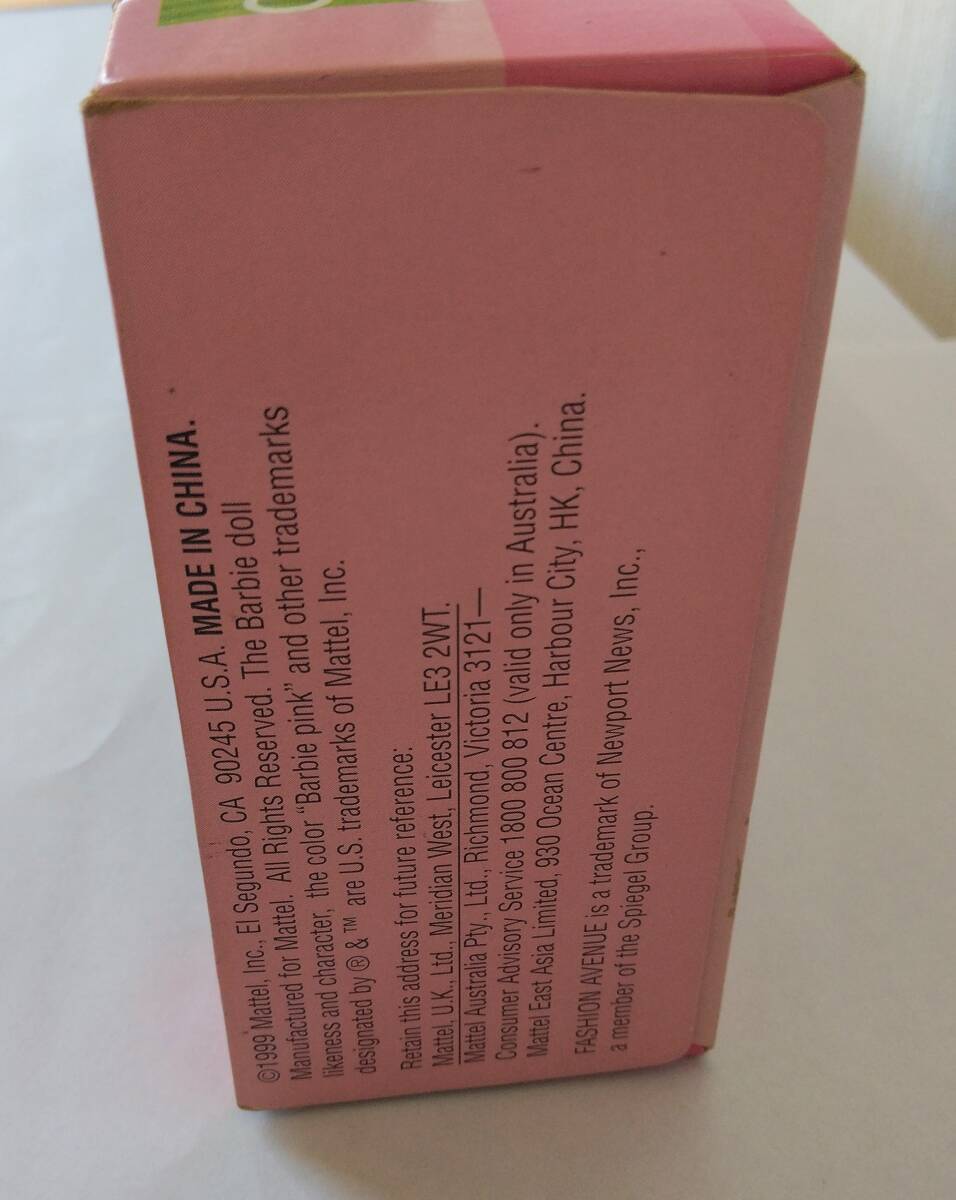 ©1999 Mattel, Inc., El Segundo, CA 90245 U.S.A. MADE IN CHINA.
Manufactured for Mattel. All Rights Reserved. The Barbie doll
likeness and character, the color “Barbie pink” and other trademarks
designated by ® & ™ are U.S. trademarks of Mattel, Inc.
Retain this address for future reference:
Mattel, U.K., Ltd., Meridian West, Leicester LE3 2WT.
Mattel Australia Pty., Ltd., Richmond, Victoria 3121—
Consumer Advisory Service 1800 800 812 (valid only in Australia).
Mattel East Asia Limited, 930 Ocean Centre, Harbour City, HK, China.
FASHION AVENUE is a trademark of Newport News, Inc.,
a member of the Spiegel Group.